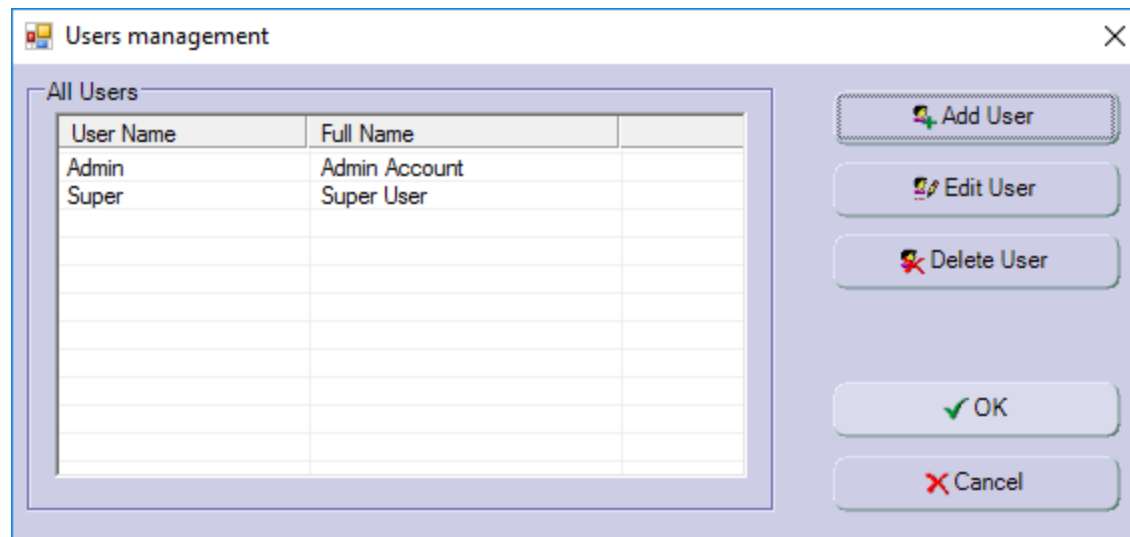 Users management
All Users
User Name Full Name
Admin Admin Account
Super Super User
Add User
Edit User
Delete User
OK
Cancel